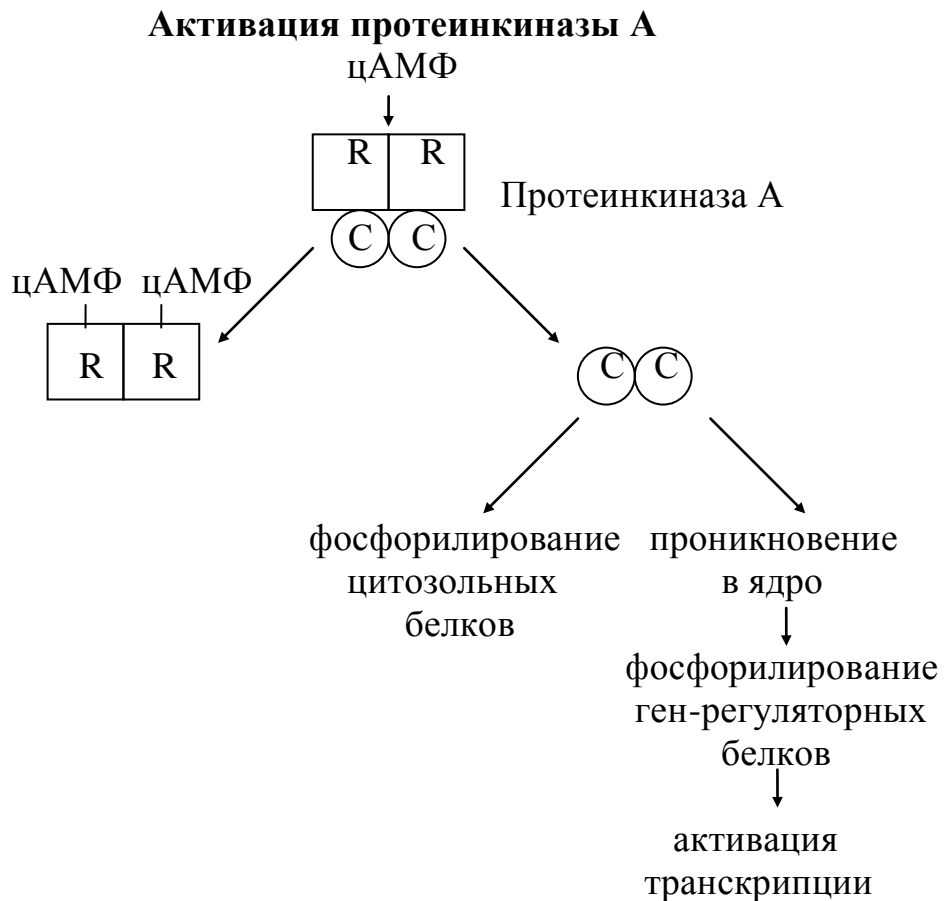 Активация протеинкиназы А
цАМФ
R R
Протеинкиназа А
С С
цАМФ цАМФ
R R
С С
фосфорилирование
цитозольных
белков
проникновение
в ядро
фосфорилирование
ген-регуляторных
белков
активация
транскрипции